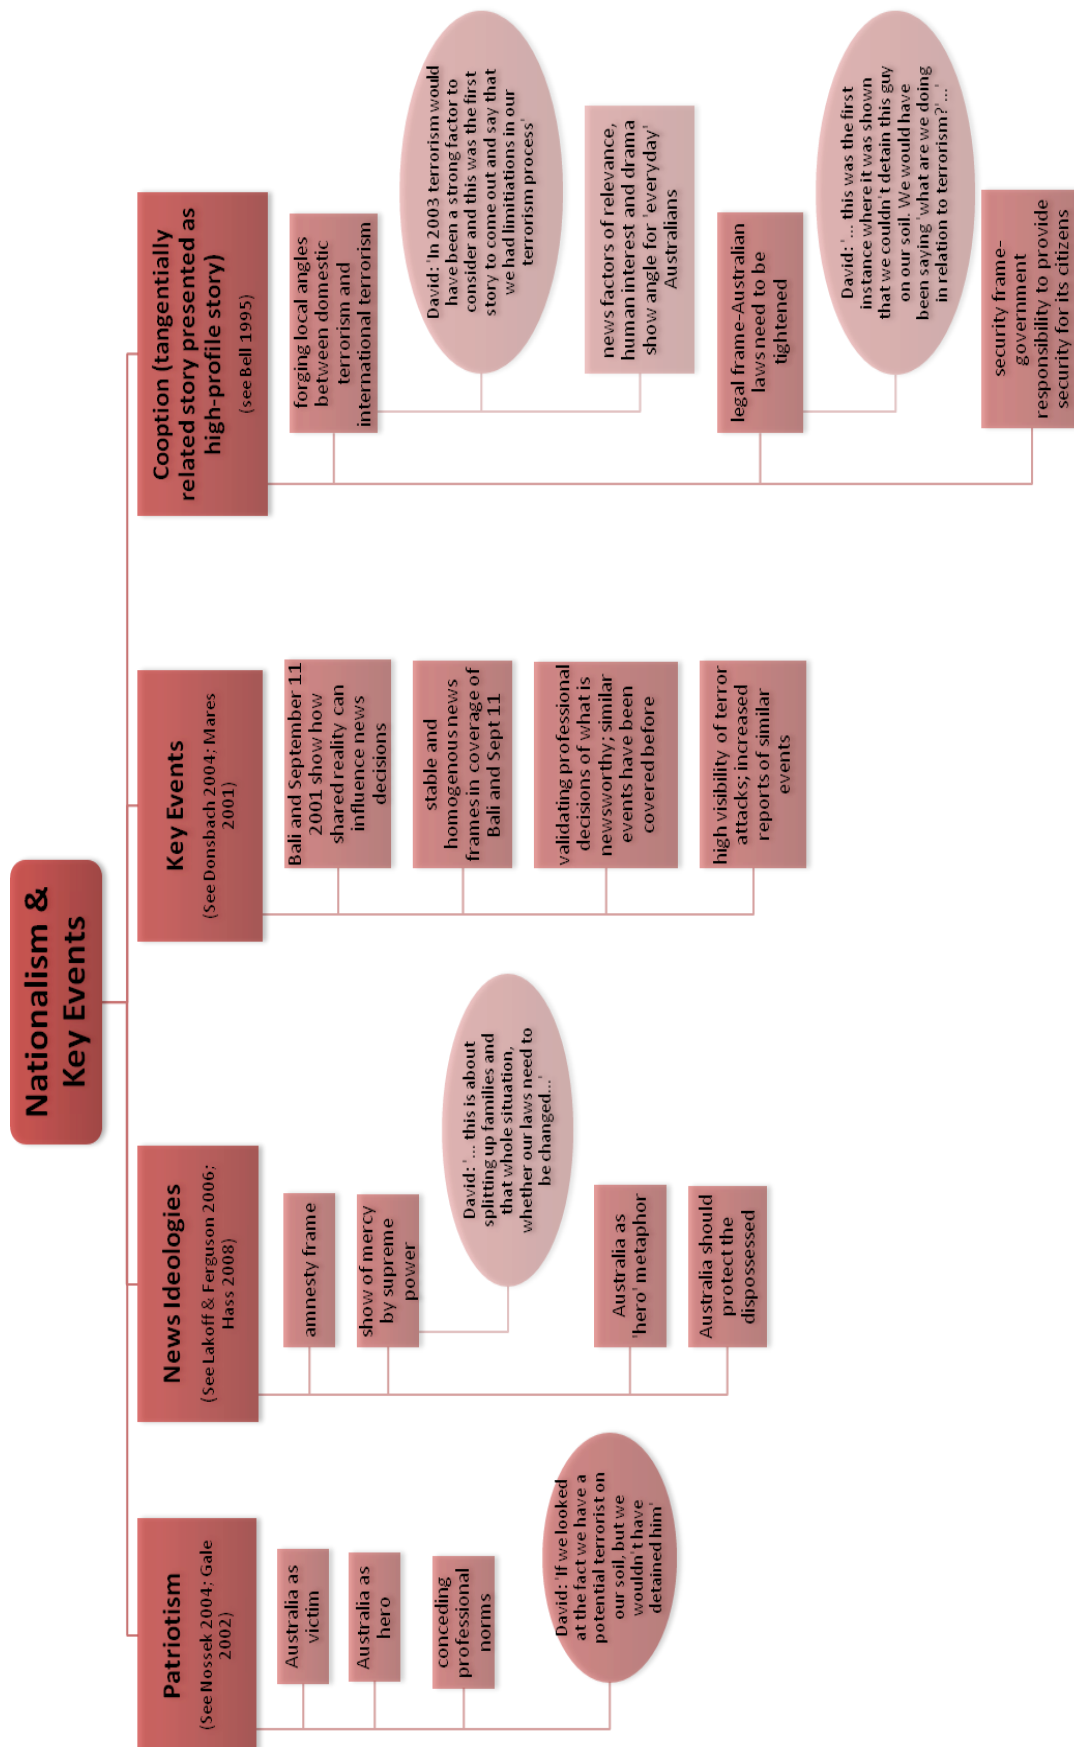 Nationalism &
Key Events
Patriotism
(See Nossek 2004; Gale
2002)
Australia as
victim
Australia as
hero
conceding
professional
norms
David: 'If we looked
at the fact we have a
potential terrorist on
our soil, but we
wouldn't have
detained him'
News Ideologies
(See Lakoff & Ferguson 2006;
Hass 2008)
amnesty frame
show of mercy
by supreme
power
David: '... this is about
splitting up families and
that whole situation,
whether our laws need to
be changed...'
Australia as
'hero' metaphor
Australia should
protect the
dispossessed
Key Events
(See Donsbach 2004; Mares
2001)
Bali and September 11
2001 show how
shared reality can
influence news
decisions
stable and
homogenous news
frames in coverage of
Bali and Sept 11
validating professional
decisions of what is
newsworthy; similar
events have been
covered before
high visibility of terror
attacks; increased
reports of similar
events
Cooption (tangentially
related story presented as
high-profile story)
(see Bell 1995)
forging local angles
between domestic
terrorism and
international terrorism
David: 'In 2003 terrorism would
have been a strong factor to
consider and this was the first
story to come out and say that
we had limitiations in our
terrorism process'
news factors of relevance,
human interest and drama
show angle for 'everyday'
Australians
legal frame-Australian
laws need to be
tightened
David: '... this was the first
instance where it was shown
that we couldn't detain this guy
on our soil. We would have
been saying 'what are we doing
in relation to terrorism?'...'
security frame-
government
responsibility to provide
security for its citizens